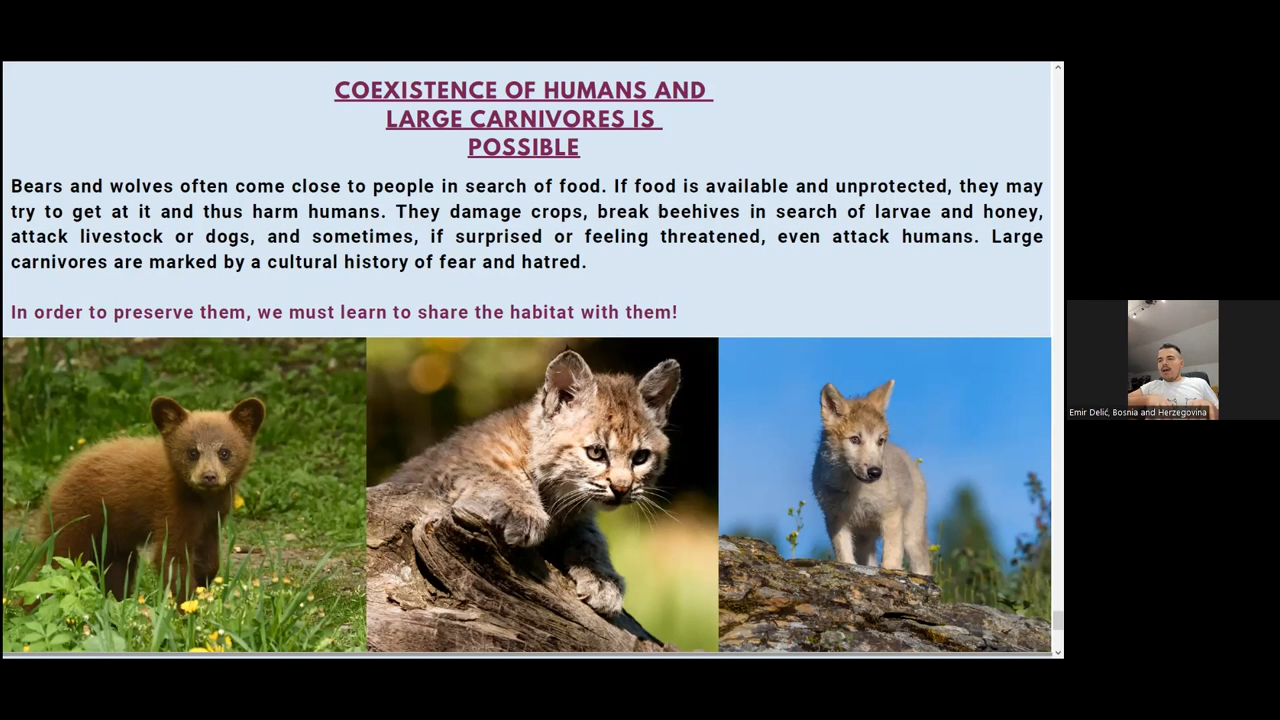 COEXISTENCE OF HUMANS AND
LARGE CARNIVORES IS
POSSIBLE
Bears and wolves often come close to people in search of food. If food is available and unprotected, they may
try to get at it and thus harm humans. They damage crops, break beehives in search of larvae and honey,
attack livestock or dogs, and sometimes, if surprised or feeling threatened, even attack humans. Large
carnivores are marked by a cultural history of fear and hatred.
In order to preserve them, we must learn to share the habitat with them!
Emir Delić, Bosnia and Herzegovina